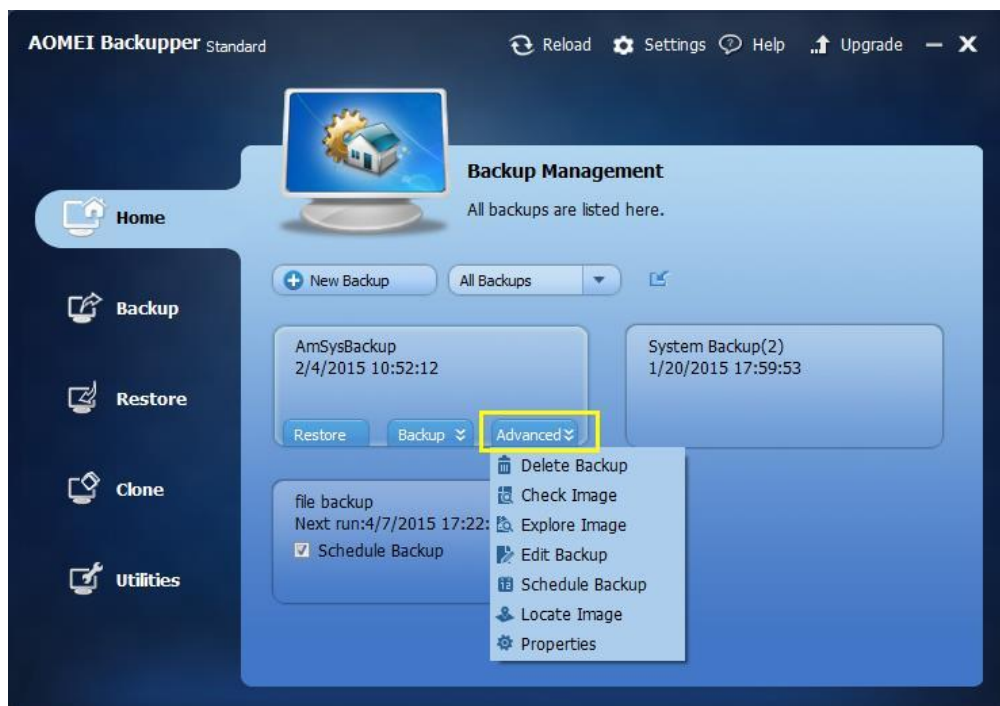 AOMEI Backupper Standard
Reload Settings Help Upgrade
Backup Management
All backups are listed here.
Home
New Backup All Backups
Backup
AmSysBackup
2/4/2015 10:52:12
Restore Backup Advanced
System Backup(2)
1/20/2015 17:59:53
Restore
Delete Backup
Check Image
Explore Image
Edit Backup
Schedule Backup
Locate Image
Properties
Clone
file backup
Next run:4/7/2015 17:22:
Schedule Backup
Utilities